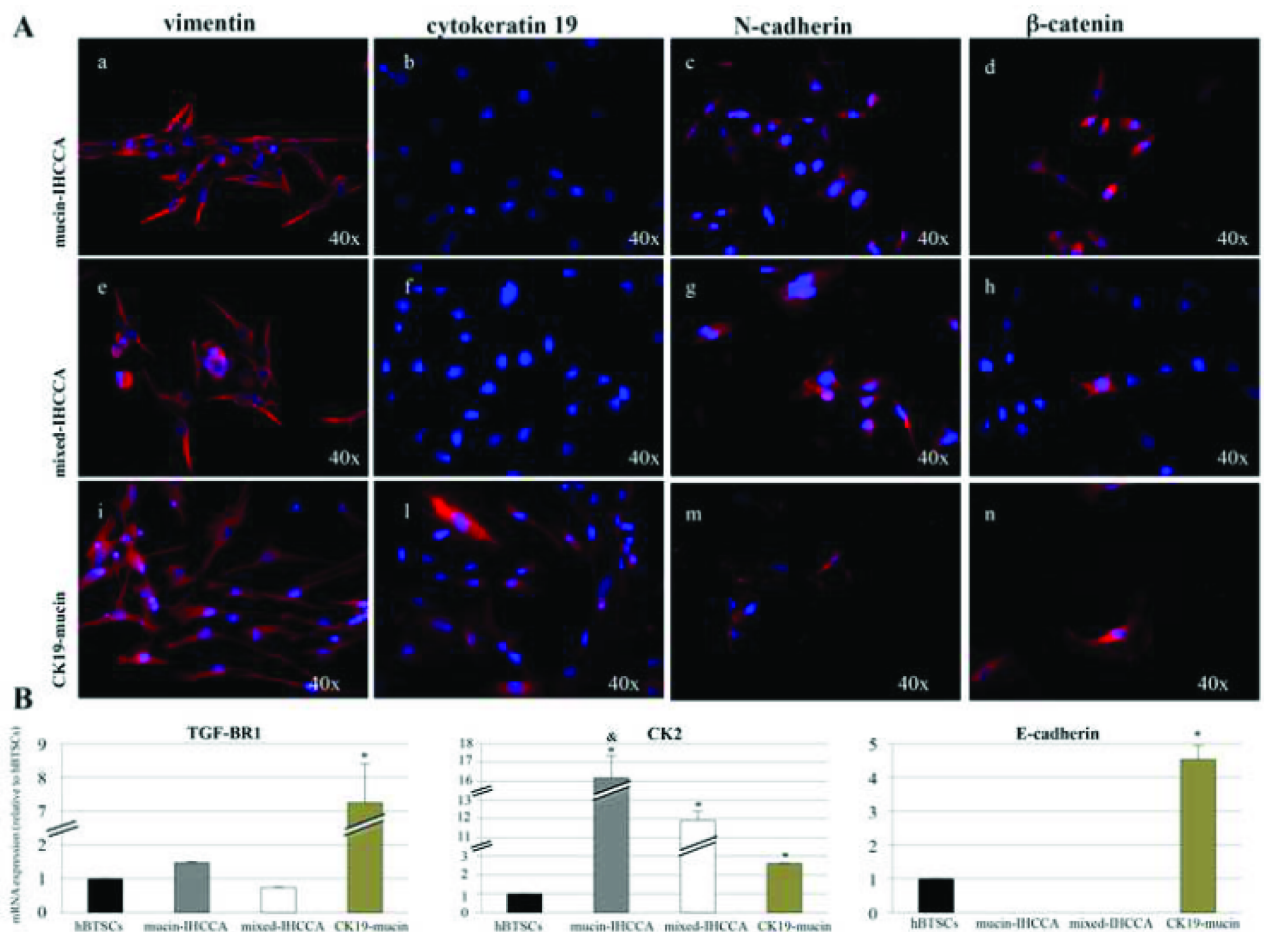 A
vimentin cytokeratin 19 N-cadherin β-catenin
mucin-IHCCA
a 40x b 40x c 40x d 40x
mixed-IHCCA
e 40x f 40x g 40x h 40x
CK19-mucin
i 40x l 40x m 40x n 40x
B
mRNA expression (relative to hBTSCs)
TGF-BR1
9
8
7
2
1
0
*
hBTSCs mucin-IHCCA mixed-IHCCA CK19-mucin
CK2
18
17
16
14
13
12
11
3
2
1
0
&
*
*
*
hBTSCs mucin-IHCCA mixed-IHCCA CK19-mucin
E-cadherin
5
4
3
2
1
0
*
hBTSCs mucin-IHCCA mixed-IHCCA CK19-mucin